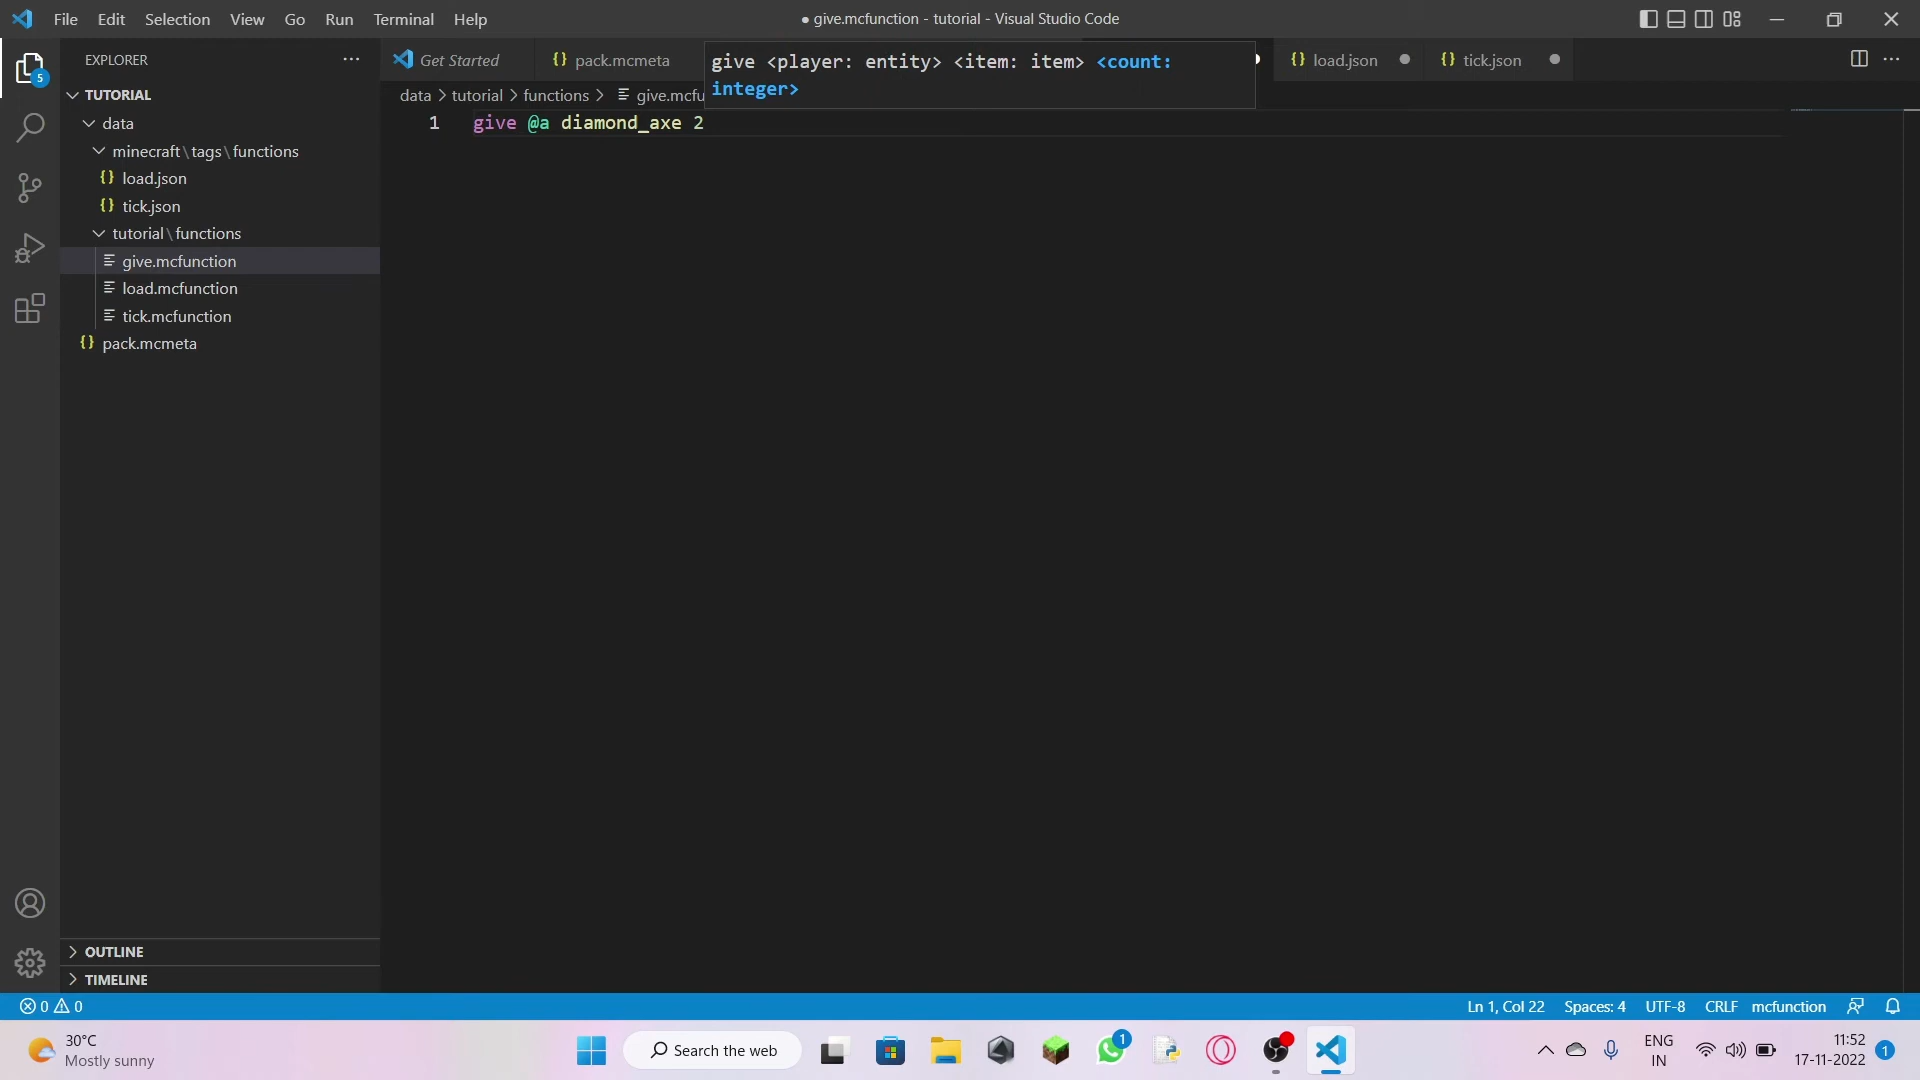 File Edit Selection View Go Run Terminal Help
● give.mcfunction - tutorial - Visual Studio Code
EXPLORER
Get Started
{} pack.mcmeta
give <player: entity> <item: item> <count:
integer>
{} load.json
{} tick.json
5
TUTORIAL
data > tutorial > functions > give.mcfu
data
1 give @a diamond_axe 2
minecraft\tags\functions
{} load.json
{} tick.json
tutorial\functions
give.mcfunction
load.mcfunction
tick.mcfunction
{} pack.mcmeta
OUTLINE
TIMELINE
0 0
Ln 1, Col 22 Spaces: 4 UTF-8 CRLF mcfunction
30°C
Mostly sunny
Search the web
1
ENG
IN
11:52
17-11-2022
1